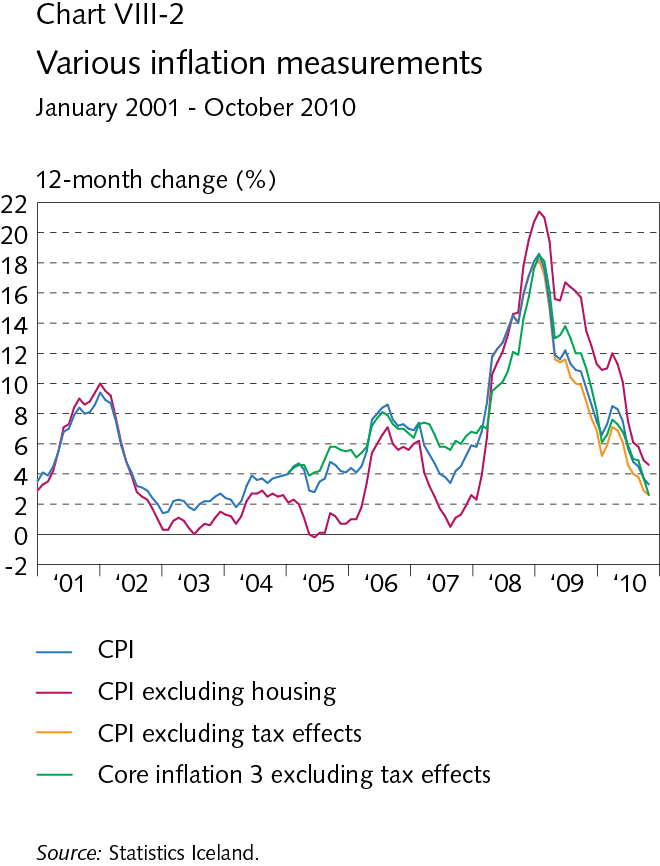 Chart VIII-2
Various inflation measurements
January 2001 - October 2010
12-month change (%)
22
20
18
16
14
12
10
8
6
4
2
0
-2
‘01 ‘02 ‘03 ‘04 ‘05 ‘06 ‘07 ‘08 ‘09 ‘10
CPI
CPI excluding housing
CPI excluding tax effects
Core inflation 3 excluding tax effects
Source: Statistics Iceland.